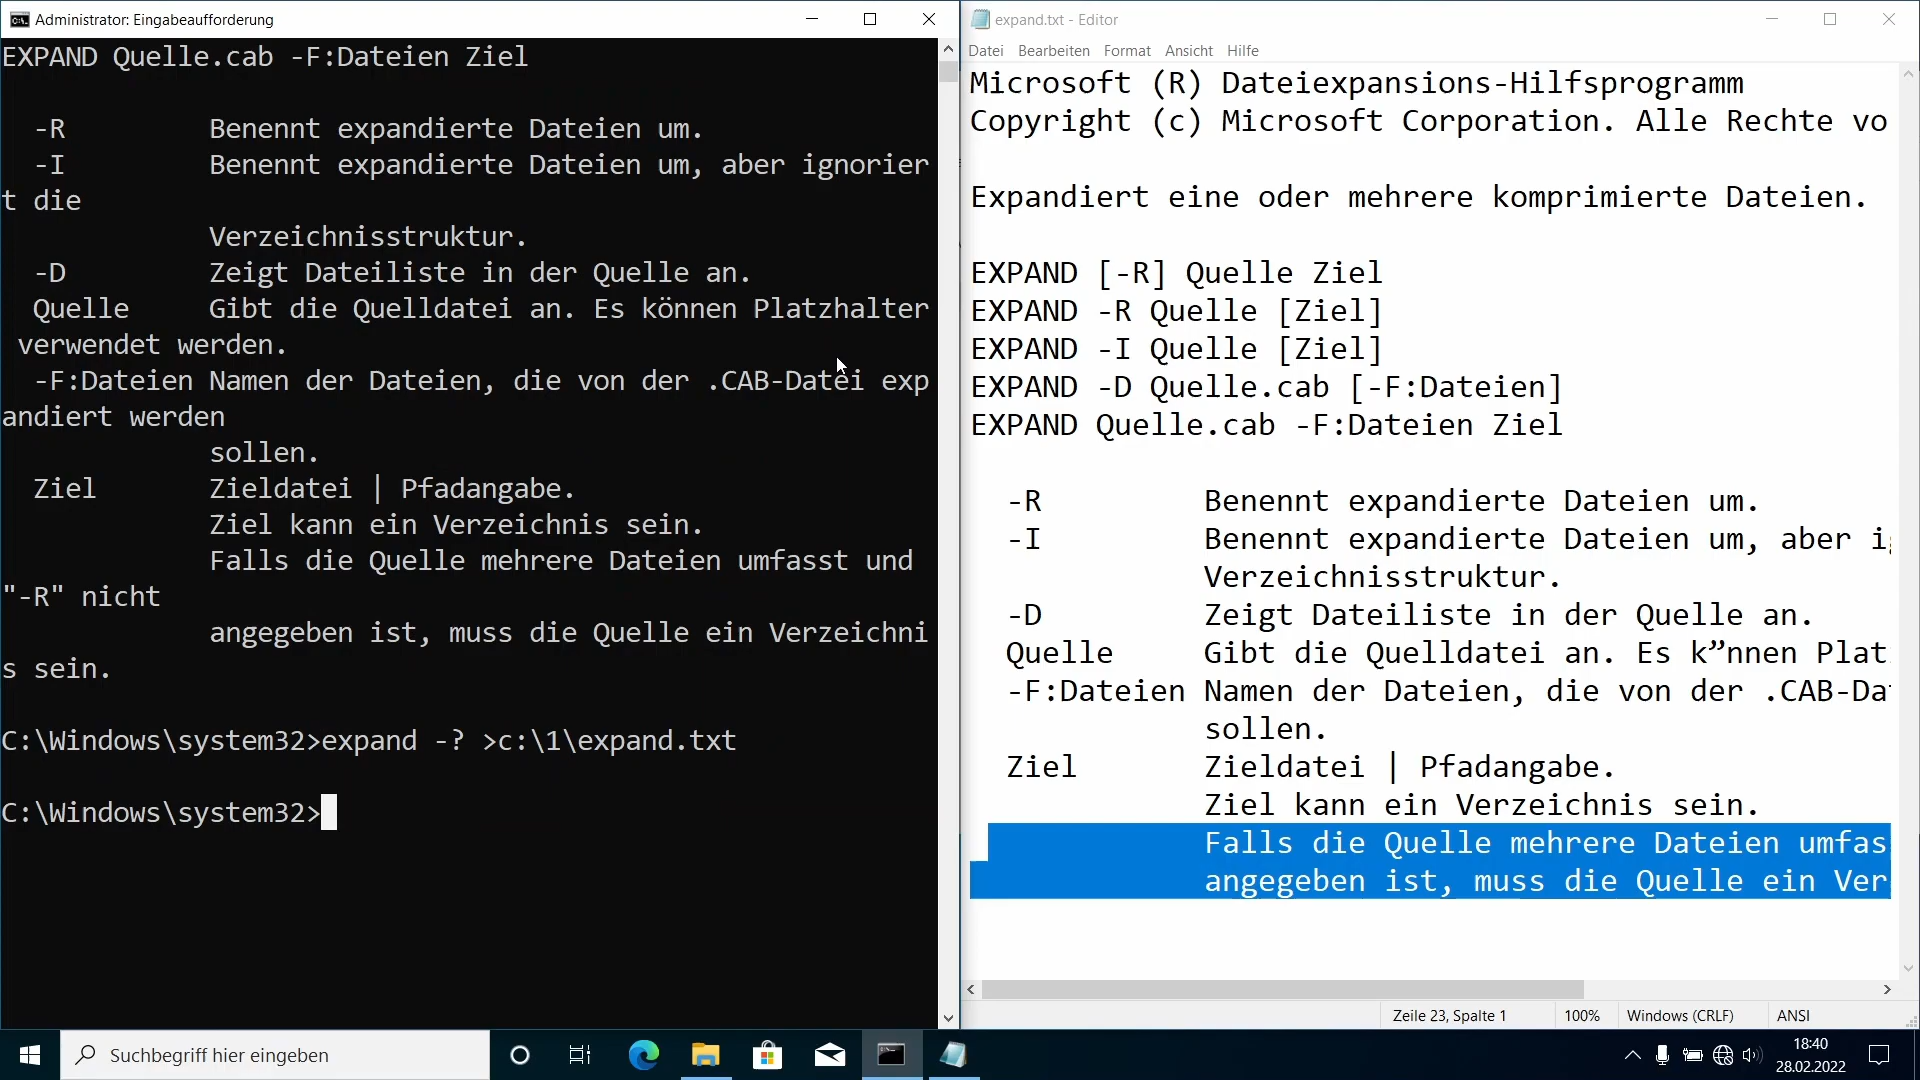 Administrator: Eingabeaufforderung
EXPAND Quelle.cab -F:Dateien Ziel
-R Benennt expandierte Dateien um.
-I Benennt expandierte Dateien um, aber ignorier
t die
Verzeichnisstruktur.
-D Zeigt Dateiliste in der Quelle an.
Quelle Gibt die Quelldatei an. Es können Platzhalter
verwendet werden.
-F:Dateien Namen der Dateien, die von der .CAB-Datei exp
andiert werden
sollen.
Ziel Zieldatei | Pfadangabe.
Ziel kann ein Verzeichnis sein.
Falls die Quelle mehrere Dateien umfasst und
"-R" nicht
angegeben ist, muss die Quelle ein Verzeichni
s sein.
C:\Windows\system32>expand -? >c:\1\expand.txt
C:\Windows\system32>
expand.txt - Editor
Datei Bearbeiten Format Ansicht Hilfe
Microsoft (R) Dateiexpansions-Hilfsprogramm
Copyright (c) Microsoft Corporation. Alle Rechte vo
Expandiert eine oder mehrere komprimierte Dateien.
EXPAND [-R] Quelle Ziel
EXPAND -R Quelle [Ziel]
EXPAND -I Quelle [Ziel]
EXPAND -D Quelle.cab [-F:Dateien]
EXPAND Quelle.cab -F:Dateien Ziel
-R Benennt expandierte Dateien um.
-I Benennt expandierte Dateien um, aber i
Verzeichnisstruktur.
-D Zeigt Dateiliste in der Quelle an.
Quelle Gibt die Quelldatei an. Es k”nnen Plat
-F:Dateien Namen der Dateien, die von der .CAB-Da
sollen.
Ziel Zieldatei | Pfadangabe.
Ziel kann ein Verzeichnis sein.
Falls die Quelle mehrere Dateien umfas
angegeben ist, muss die Quelle ein Ver
Zeile 23, Spalte 1 100% Windows (CRLF) ANSI
Suchbegriff hier eingeben
18:40
28.02.2022